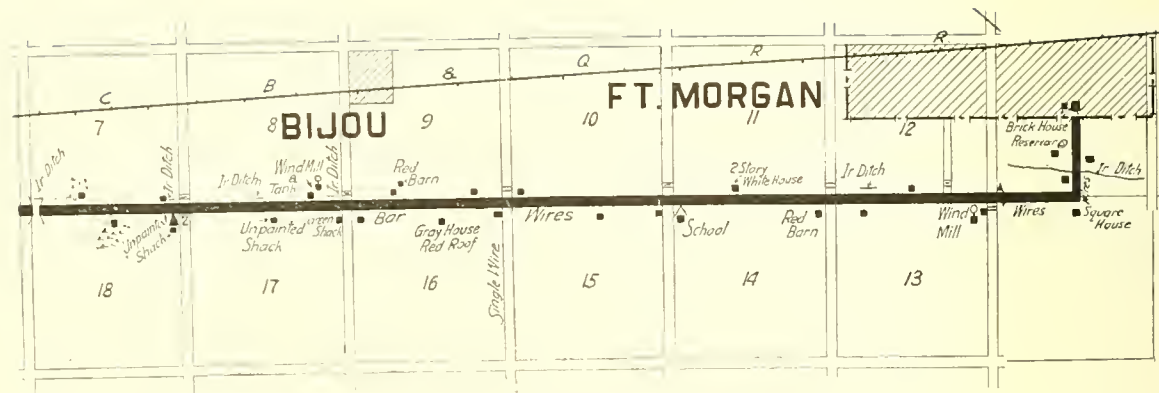 C B & Q R R
7 8 9 10 11 12
BIJOU
FT. MORGAN
Brick House
Reservoir
Ir Ditch
Ir Ditch
Ir Ditch
Ir Ditch
Wind Mill
&
Tank
Ir Ditch
Red
Barn
2 Story
White House
Ir Ditch
Wires
Unpainted
Shack
2
Unpainted
Shack
Green
Shack
Bar
Gray House
Red Roof
Wires
School
Red
Barn
Wind
Mill
Wires
Square
House
Single Wire
18 17 16 15 14 13